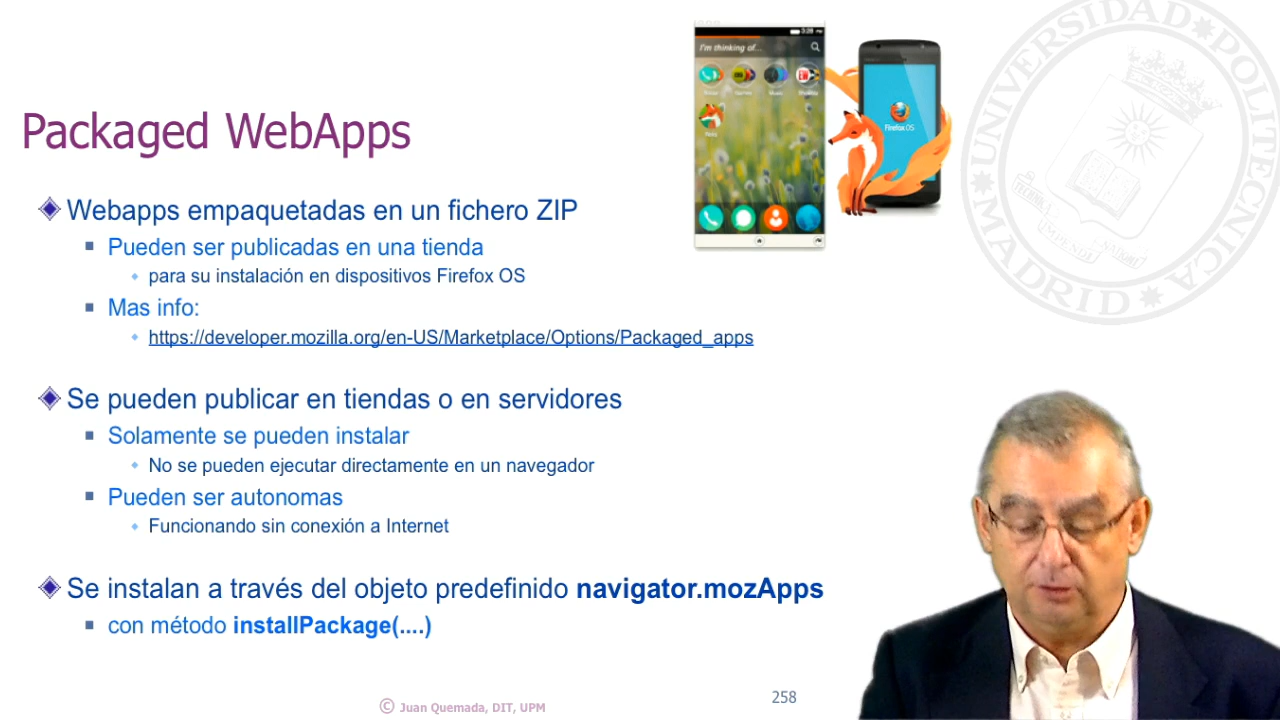 3:28
I'm thinking of...
Firefox OS
UNIVERSIDAD POLITECNICA
MADRID
Packaged WebApps
Webapps empaquetadas en un fichero ZIP
Pueden ser publicadas en una tienda
para su instalación en dispositivos Firefox OS
Mas info:
https://developer.mozilla.org/en-US/Marketplace/Options/Packaged_apps
Se pueden publicar en tiendas o en servidores
Solamente se pueden instalar
No se pueden ejecutar directamente en un navegador
Pueden ser autonomas
Funcionando sin conexión a Internet
Se instalan a través del objeto predefinido navigator.mozApps
con método installPackage(....)
© Juan Quemada, DIT, UPM
258